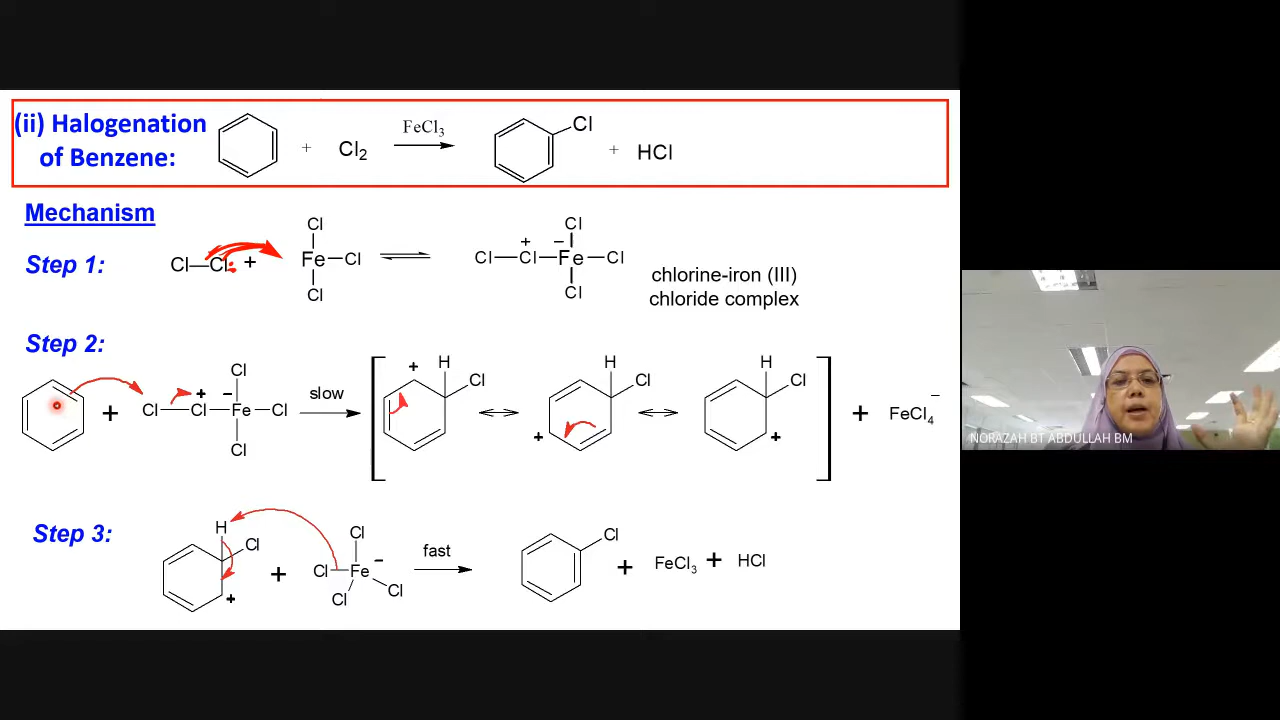 (ii) Halogenation
of Benzene:
+ Cl2 FeCl3 Cl + HCl
Mechanism
Step 1:
Cl—Cl: + Cl Fe—Cl Cl
Cl—Cl—Fe—Cl + − Cl Cl
chlorine-iron (III)
chloride complex
Step 2:
+ Cl—Cl—Fe—Cl + − Cl Cl slow + H Cl + H Cl H Cl + + FeCl4−
NORAZAH BT ABDULLAH BM
Step 3:
H Cl + + Cl Cl—Fe − Cl Cl fast Cl + FeCl3 + HCl